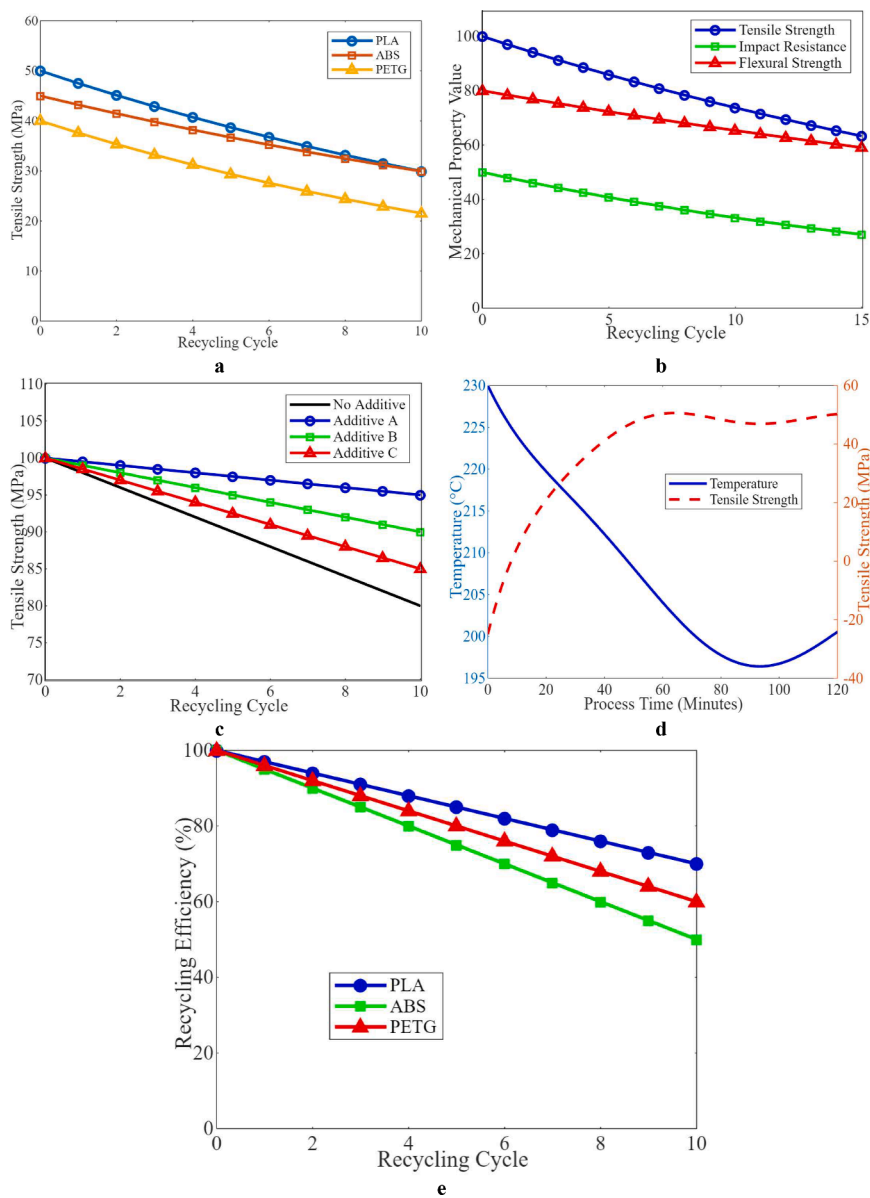 60
50
40
30
20
10
0
Tensile Strength (MPa)
PLA
ABS
PETG
0 2 4 6 8 10
Recycling Cycle
a
100
80
60
40
20
0
Mechanical Property Value
Tensile Strength
Impact Resistance
Flexural Strength
0 5 10 15
Recycling Cycle
b
110
105
100
95
90
85
80
75
70
Tensile Strength (MPa)
No Additive
Additive A
Additive B
Additive C
0 2 4 6 8 10
Recycling Cycle
c
230
225
220
215
210
205
200
195
Temperature (°C)
Temperature
Tensile Strength
60
40
20
0
-20
-40
Tensile Strength (MPa)
0 20 40 60 80 100 120
Process Time (Minutes)
d
100
80
60
40
20
0
Recycling Efficiency (%)
PLA
ABS
PETG
0 2 4 6 8 10
Recycling Cycle
e